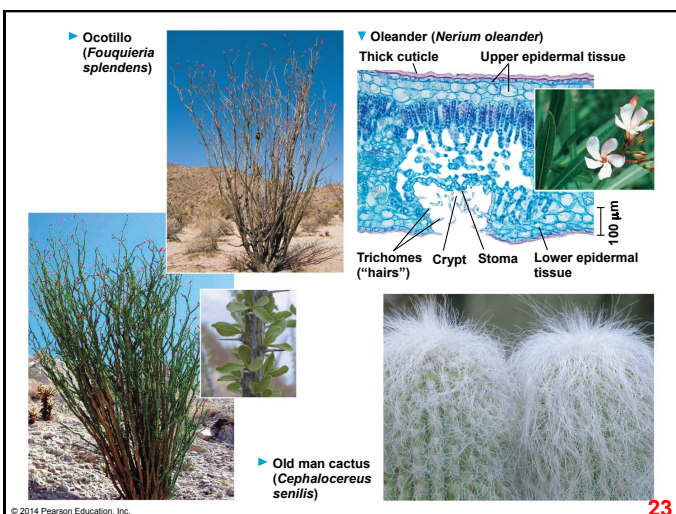 ► Ocotillo
(Fouquieria
splendens)
▼ Oleander (Nerium oleander)
Thick cuticle
Upper epidermal tissue
100 µm
Trichomes
("hairs")
Crypt
Stoma
Lower epidermal
tissue
► Old man cactus
(Cephalocereus
senilis)
© 2014 Pearson Education, Inc.
23